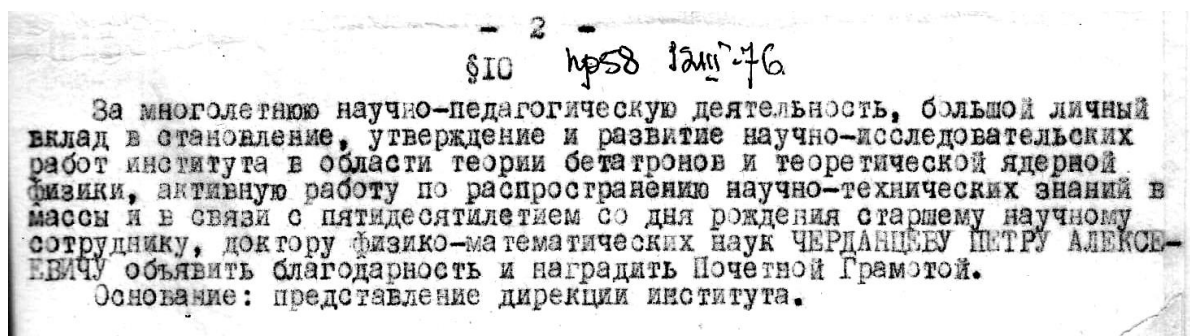 - 2 -
§10 пр58 12III-76.
За многолетнюю научно-педагогическую деятельность, большой личный
вклад в становление, утверждение и развитие научно-исследовательских
работ института в области теории бетатронов и теоретической ядерной
физики, активную работу по распространению научно-технических знаний в
массы и в связи с пятидесятилетием со дня рождения старшему научному
сотруднику, доктору физико-математических наук ЧЕРДАНЦЕВУ ПЕТРУ АЛЕКСЕ-
ЕВИЧУ объявить благодарность и наградить Почетной Грамотой.
Основание: представление дирекции института.